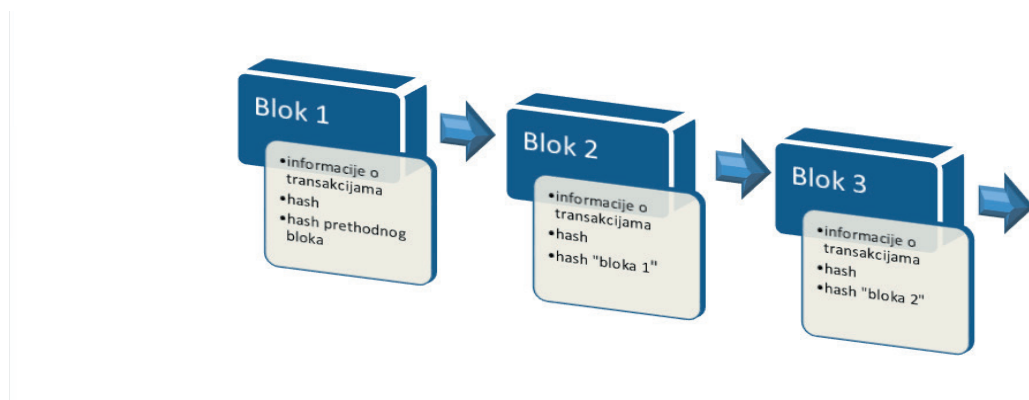 Blok 1
•informacije o
transakcijama
•hash
•hash prethodnog
bloka
Blok 2
•informacije o
transakcijama
•hash
•hash "bloka 1"
Blok 3
•informacije o
transakcijama
•hash
•hash "bloka 2"